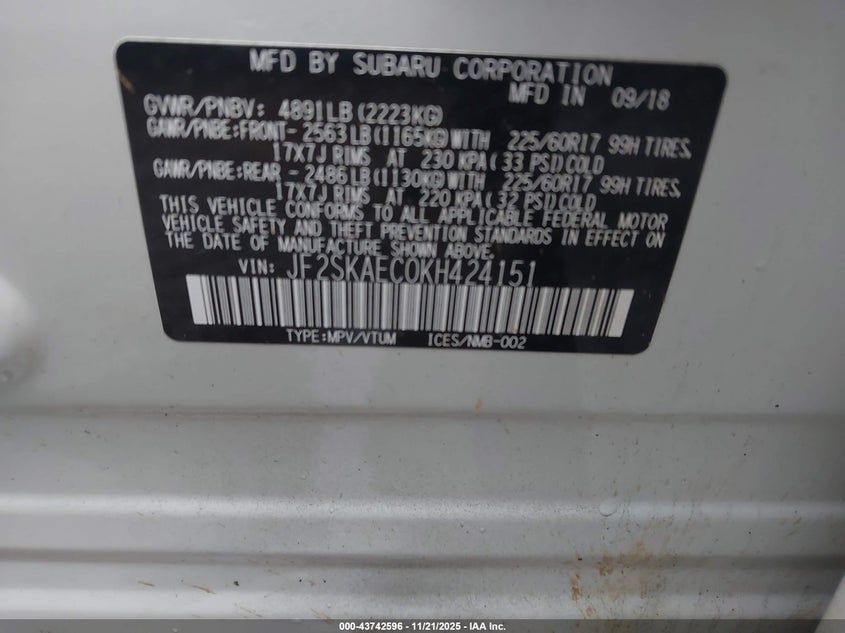 MFD BY SUBARU CORPORATION
MFD IN 09/18
GVWR/PNBV: 4891LB(2223KG)
GAWR/PNBE:FRONT-2563LB(1165KG)WITH 225/60R17 99H TIRES,
17X7J RIMS AT 230 KPA(33 PSI)COLD
GAWR/PNBE:REAR -2486LB(1130KG)WITH 225/60R17 99H TIRES,
17X7J RIMS AT 220 KPA(32 PSI)COLD
THIS VEHICLE CONFORMS TO ALL APPLICABLE FEDERAL MOTOR
VEHICLE SAFETY AND THEFT PREVENTION STANDARDS IN EFFECT ON
THE DATE OF MANUFACTURE SHOWN ABOVE.
VIN: JF2SKAEC0KH424151
TYPE:MPV/VTUM ICES/NMB-002
000-43742596 - 11/21/2025 - IAA Inc.